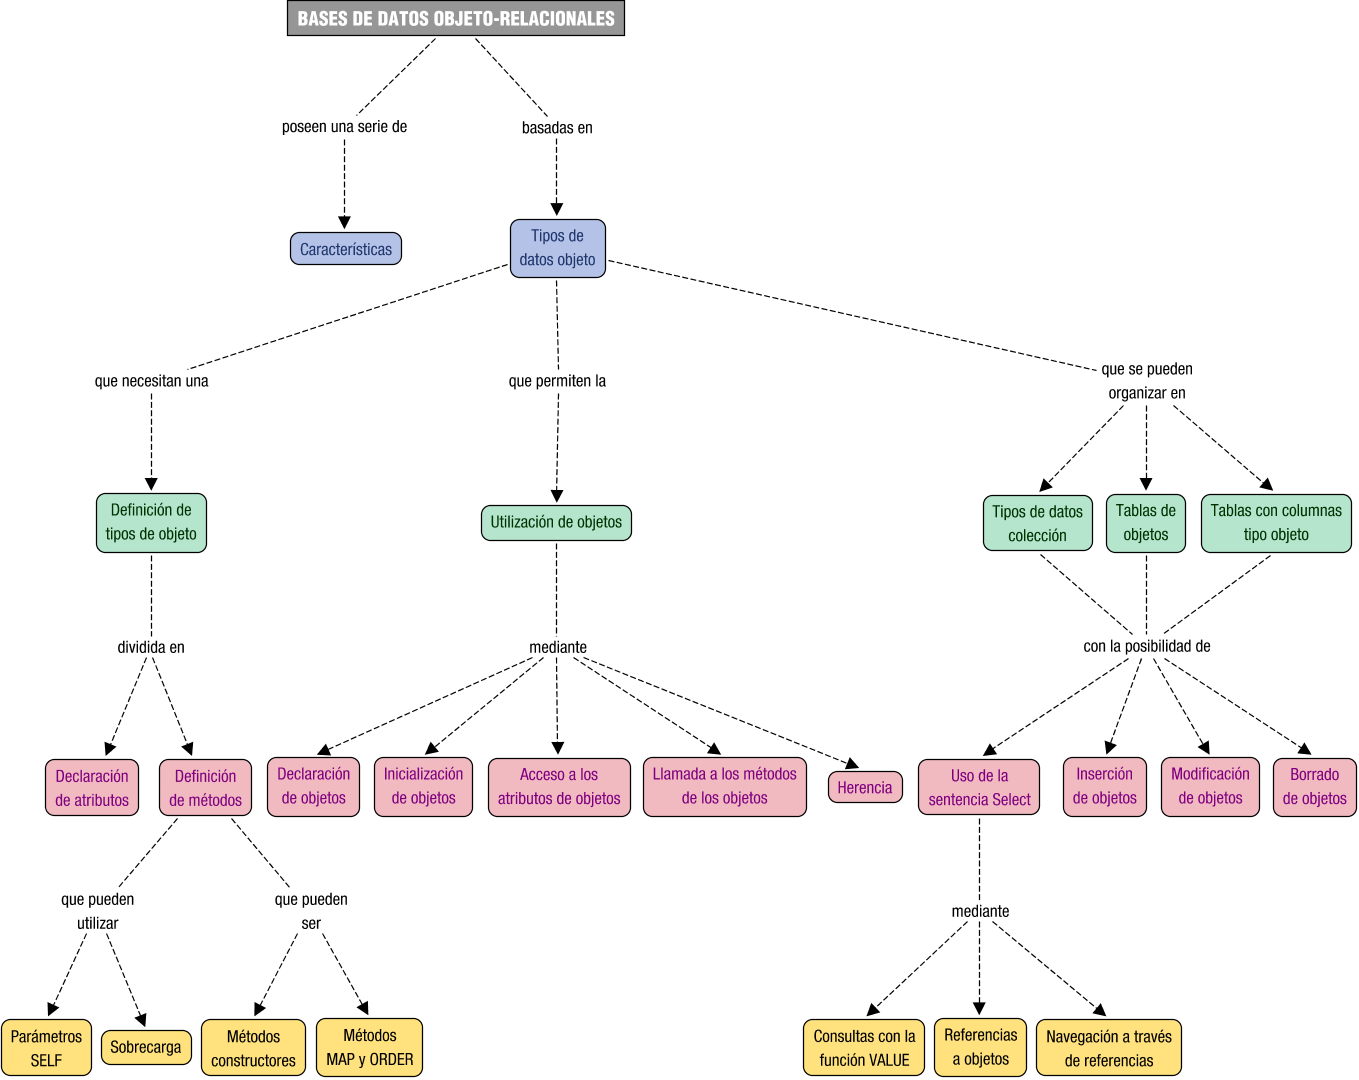 BASES DE DATOS OBJETO-RELACIONALES
poseen una serie de
basadas en
Características
Tipos de
datos objeto
que necesitan una
que permiten la
que se pueden
organizar en
Definición de
tipos de objeto
Utilización de objetos
Tipos de datos
colección
Tablas de
objetos
Tablas con columnas
tipo objeto
dividida en
mediante
con la posibilidad de
Declaración
de atributos
Definición
de métodos
Declaración
de objetos
Inicialización
de objetos
Acceso a los
atributos de objetos
Llamada a los métodos
de los objetos
Herencia
Uso de la
sentencia Select
Inserción
de objetos
Modificación
de objetos
Borrado
de objetos
que pueden
utilizar
que pueden
ser
mediante
Parámetros
SELF
Sobrecarga
Métodos
constructores
Métodos
MAP y ORDER
Consultas con la
función VALUE
Referencias
a objetos
Navegación a través
de referencias